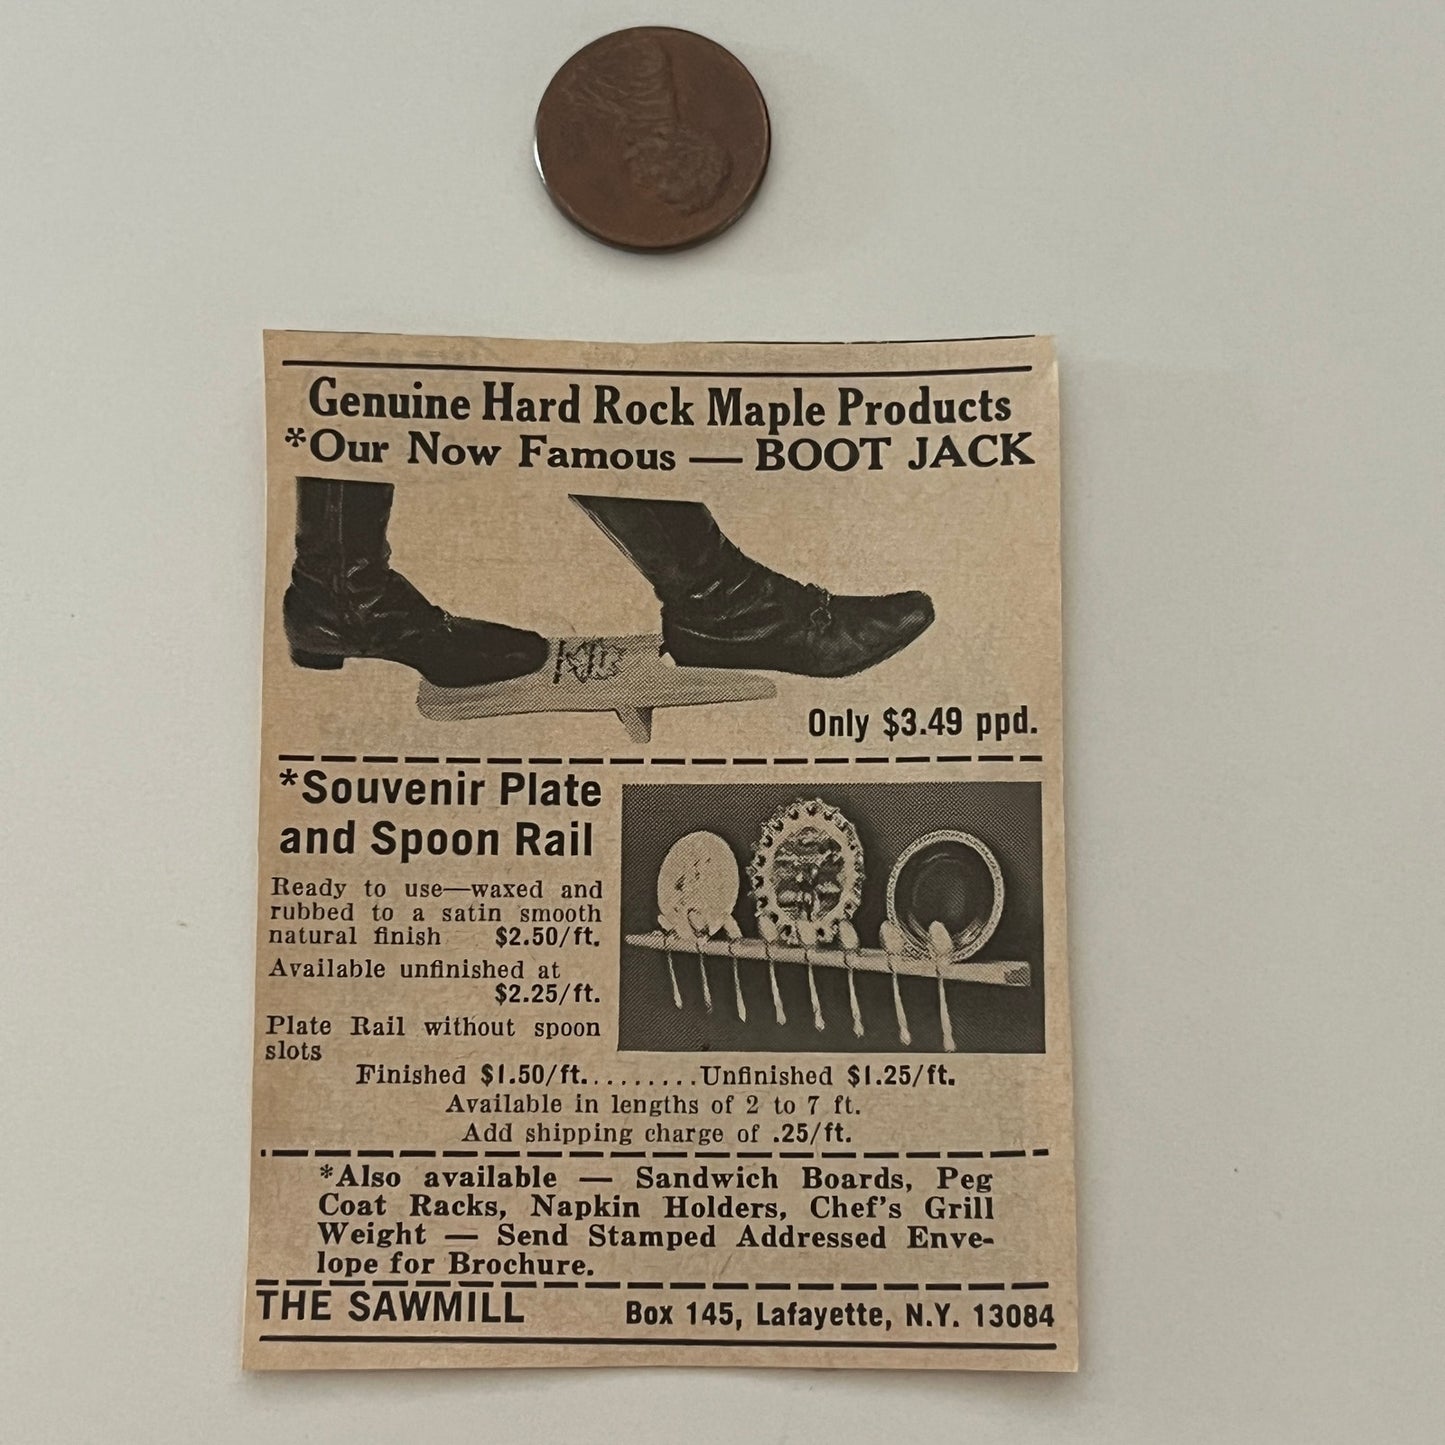 Genuine Hard Rock Maple Products
*Our Now Famous — BOOT JACK
Only $3.49 ppd.
*Souvenir Plate
and Spoon Rail
Ready to use—waxed and
rubbed to a satin smooth
natural finish $2.50/ft.
Available unfinished at
$2.25/ft.
Plate Rail without spoon
slots
Finished $1.50/ft..........Unfinished $1.25/ft.
Available in lengths of 2 to 7 ft.
Add shipping charge of .25/ft.
*Also available — Sandwich Boards, Peg
Coat Racks, Napkin Holders, Chef's Grill
Weight — Send Stamped Addressed Enve-
lope for Brochure.
THE SAWMILL Box 145, Lafayette, N.Y. 13084